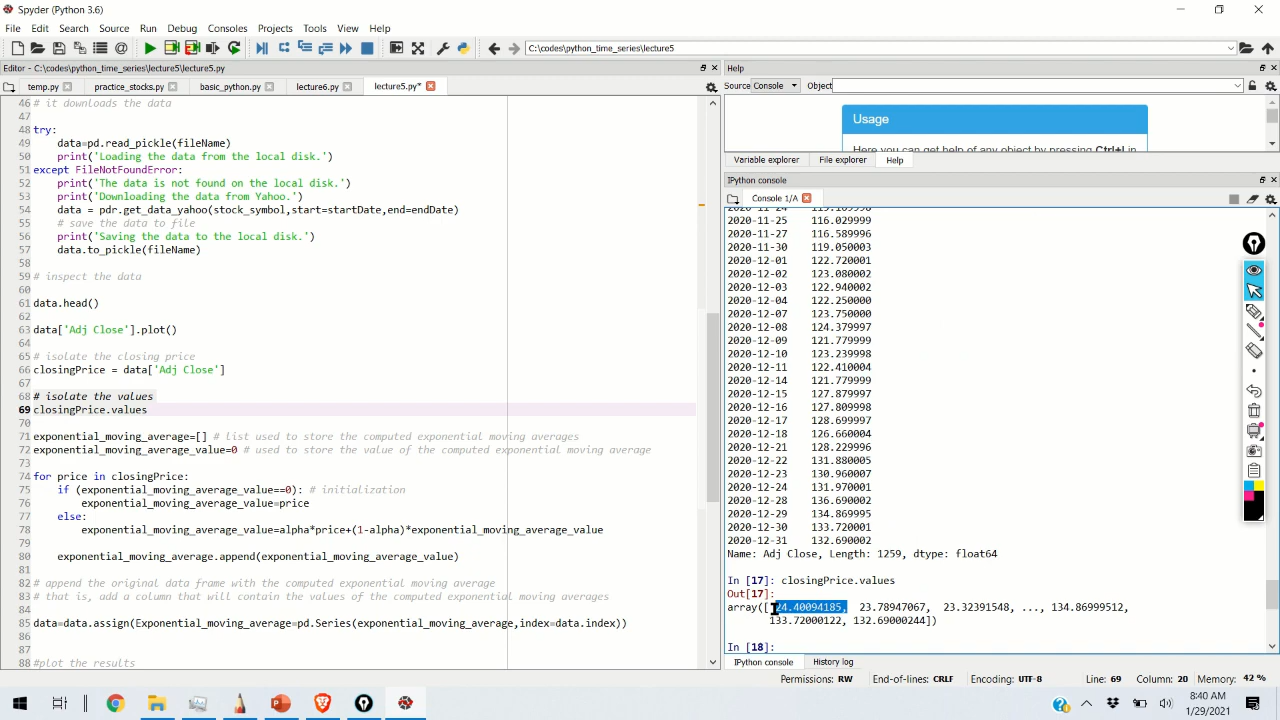 Spyder (Python 3.6)
File Edit Search Source Run Debug Consoles Projects Tools View Help
C:\codes\python_time_series\lecture5
Editor - C:\codes\python_time_series\lecture5\lecture5.py
temp.py practice_stocks.py basic_python.py lecture6.py lecture5.py*
46 # it downloads the data
47
48 try:
49 data=pd.read_pickle(fileName)
50 print('Loading the data from the local disk.')
51 except FileNotFoundError:
52 print('The data is not found on the local disk.')
53 print('Downloading the data from Yahoo.')
54 data = pdr.get_data_yahoo(stock_symbol,start=startDate,end=endDate)
55 # save the data to file
56 print('Saving the data to the local disk.')
57 data.to_pickle(fileName)
58
59 # inspect the data
60
61 data.head()
62
63 data['Adj Close'].plot()
64
65 # isolate the closing price
66 closingPrice = data['Adj Close']
67
68 # isolate the values
69 closingPrice.values
70
71 exponential_moving_average=[] # list used to store the computed exponential moving averages
72 exponential_moving_average_value=0 # used to store the value of the computed exponential moving average
73
74 for price in closingPrice:
75 if (exponential_moving_average_value==0): # initialization
76 exponential_moving_average_value=price
77 else:
78 exponential_moving_average_value=alpha*price+(1-alpha)*exponential_moving_average_value
79
80 exponential_moving_average.append(exponential_moving_average_value)
81
82 # append the original data frame with the computed exponential moving average
83 # that is, add a column that will contain the values of the computed exponential moving averages
84
85 data=data.assign(Exponential_moving_average=pd.Series(exponential_moving_average,index=data.index))
86
87
88 #plot the results
Help
Source Console Object
Usage
Here you can get help of any object by pressing Ctrl+I in
Variable explorer File explorer Help
IPython console
Console 1/A
2020-11-25 116.029999
2020-11-27 116.589996
2020-11-30 119.050003
2020-12-01 122.720001
2020-12-02 123.080002
2020-12-03 122.940002
2020-12-04 122.250000
2020-12-07 123.750000
2020-12-08 124.379997
2020-12-09 121.779999
2020-12-10 123.239998
2020-12-11 122.410004
2020-12-14 121.779999
2020-12-15 127.879997
2020-12-16 127.809998
2020-12-17 128.699997
2020-12-18 126.660004
2020-12-21 128.229996
2020-12-22 131.880005
2020-12-23 130.960007
2020-12-24 131.970001
2020-12-28 136.690002
2020-12-29 134.869995
2020-12-30 133.720001
2020-12-31 132.690002
Name: Adj Close, Length: 1259, dtype: float64
In [17]: closingPrice.values
Out[17]:
array([ 24.40094185, 23.78947067, 23.32391548, ..., 134.86999512,
133.72000122, 132.69000244])
In [18]:
IPython console History log
Permissions: RW End-of-lines: CRLF Encoding: UTF-8 Line: 69 Column: 20 Memory: 42 %
8:40 AM
1/29/2021